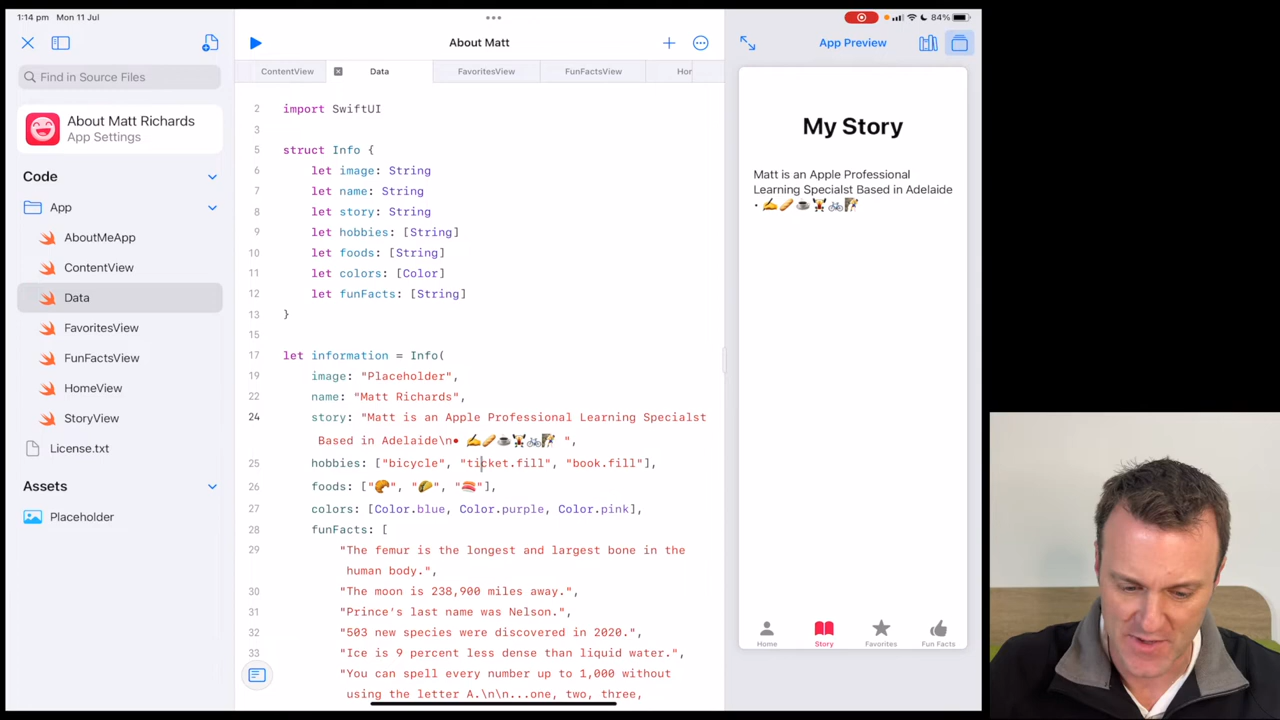 1:14 pm Mon 11 Jul
84%
About Matt
App Preview
Find in Source Files
ContentView
Data
FavoritesView
FunFactsView
Hor
About Matt Richards
App Settings
Code
App
AboutMeApp
ContentView
Data
FavoritesView
FunFactsView
HomeView
StoryView
License.txt
Assets
Placeholder
2 import SwiftUI
3
5 struct Info {
6 let image: String
7 let name: String
8 let story: String
9 let hobbies: [String]
10 let foods: [String]
11 let colors: [Color]
12 let funFacts: [String]
13 }
15
17 let information = Info(
19 image: "Placeholder",
22 name: "Matt Richards",
24 story: "Matt is an Apple Professional Learning Specialst
Based in Adelaide\n• ✍️🥖☕🏋️🚲🧗 ",
25 hobbies: ["bicycle", "ticket.fill", "book.fill"],
26 foods: ["🥐", "🌮", "🍣"],
27 colors: [Color.blue, Color.purple, Color.pink],
28 funFacts: [
29 "The femur is the longest and largest bone in the
human body.",
30 "The moon is 238,900 miles away.",
31 "Prince's last name was Nelson.",
32 "503 new species were discovered in 2020.",
33 "Ice is 9 percent less dense than liquid water.",
"You can spell every number up to 1,000 without
using the letter A.\n\n...one, two, three,
My Story
Matt is an Apple Professional
Learning Specialst Based in Adelaide
• ✍️🥖☕🏋️🚲🧗
Home
Story
Favorites
Fun Facts